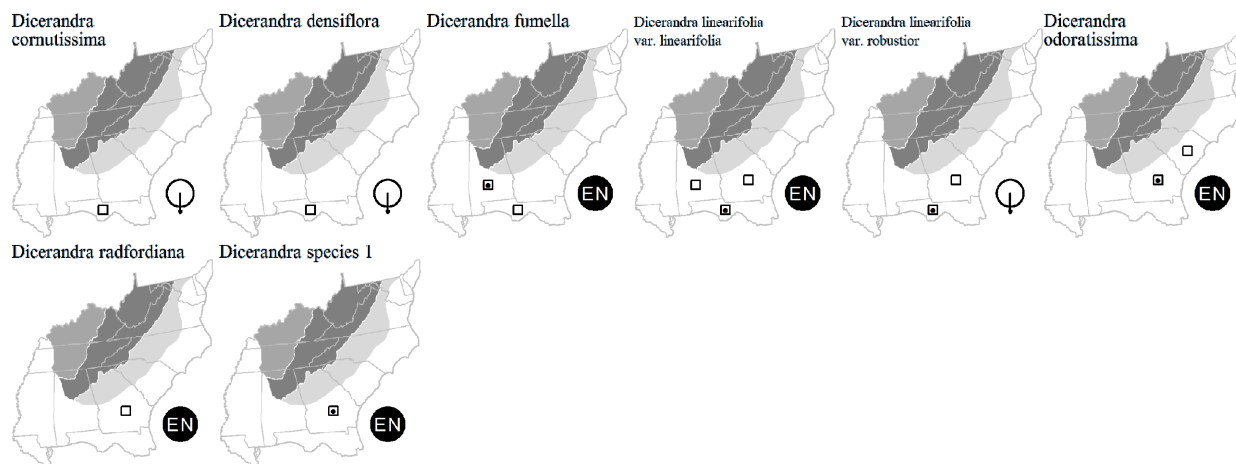 Dicerandra
cornutissima
Dicerandra densiflora
Dicerandra fumella
EN
Dicerandra linearifolia
var. linearifolia
EN
Dicerandra linearifolia
var. robustior
Dicerandra
odoratissima
EN
Dicerandra radfordiana
EN
Dicerandra species 1
EN